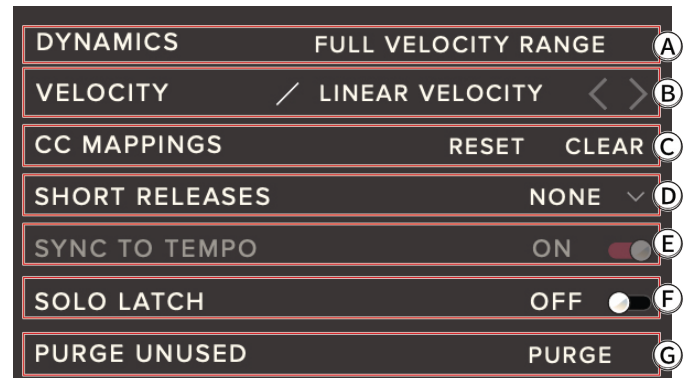 DYNAMICS FULL VELOCITY RANGE A
VELOCITY LINEAR VELOCITY B
CC MAPPINGS RESET CLEAR C
SHORT RELEASES NONE D
SYNC TO TEMPO ON E
SOLO LATCH OFF F
PURGE UNUSED PURGE G